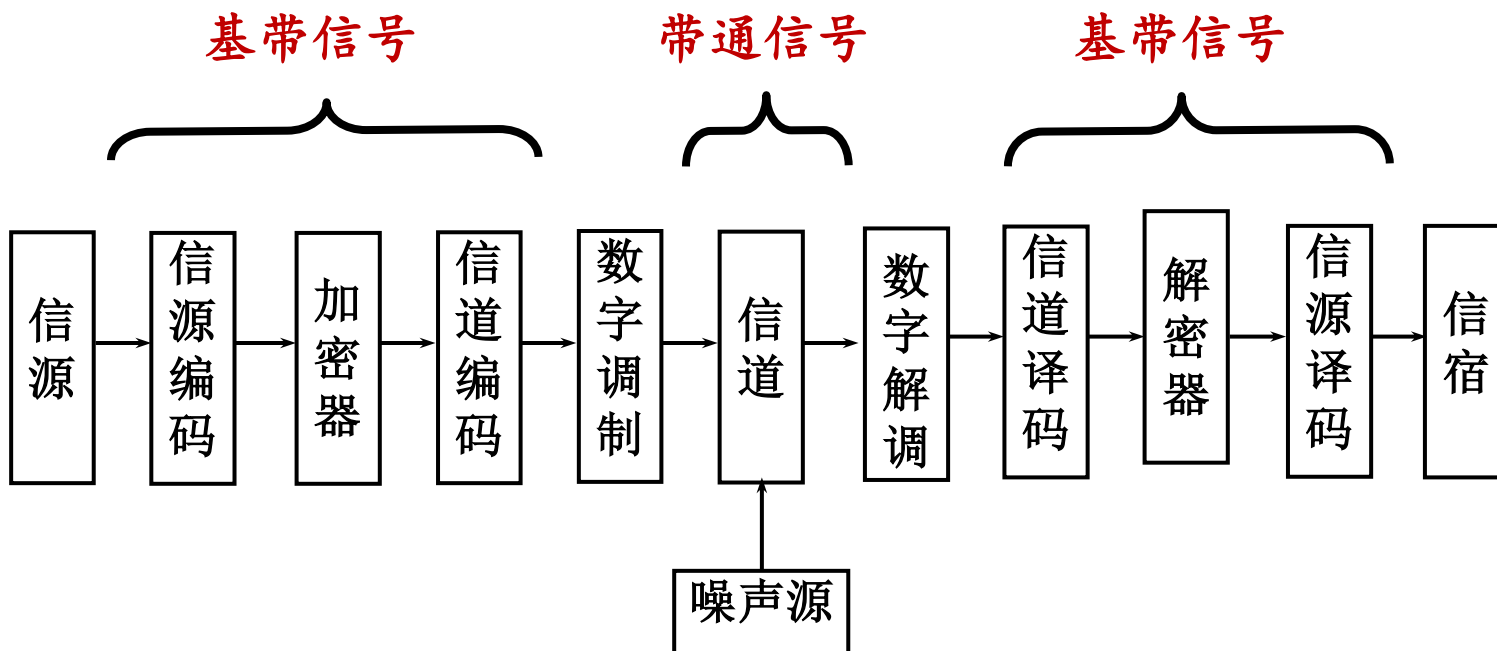 基带信号
带通信号
基带信号
信源
信源编码
加密器
信道编码
数字调制
信道
数字解调
信道译码
解密器
信源译码
信宿
噪声源